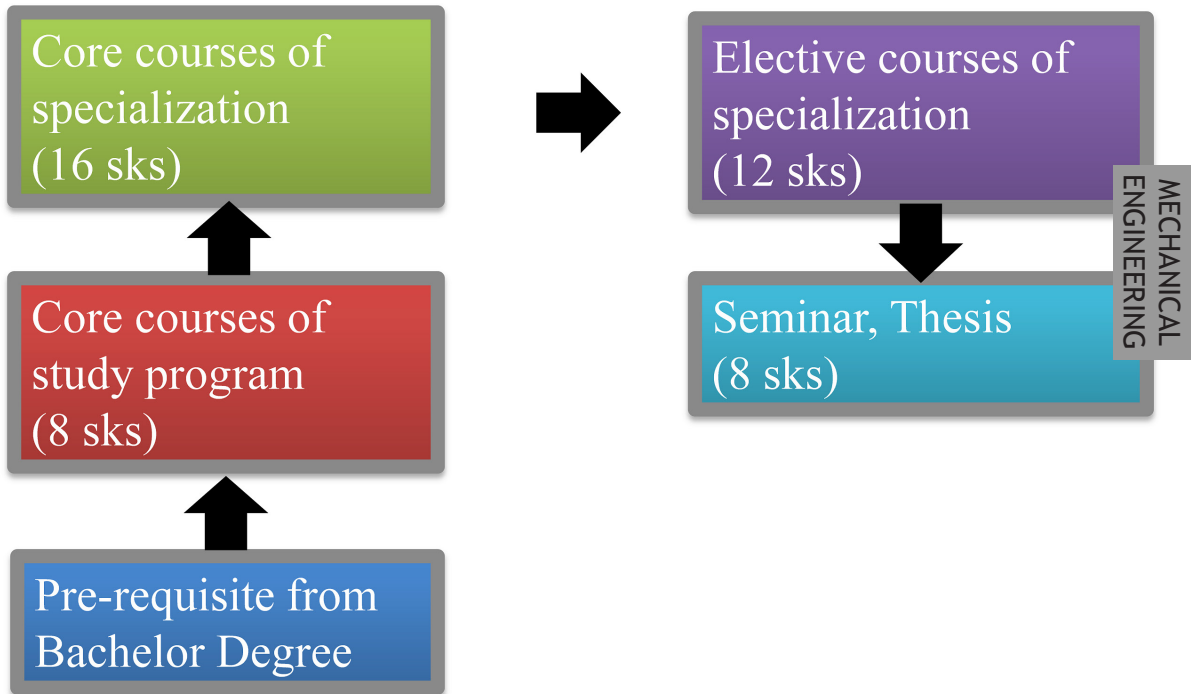 Core courses of
specialization
(16 sks)
Elective courses of
specialization
(12 sks)
MECHANICAL
ENGINEERING
Core courses of
study program
(8 sks)
Seminar, Thesis
(8 sks)
Pre-requisite from
Bachelor Degree